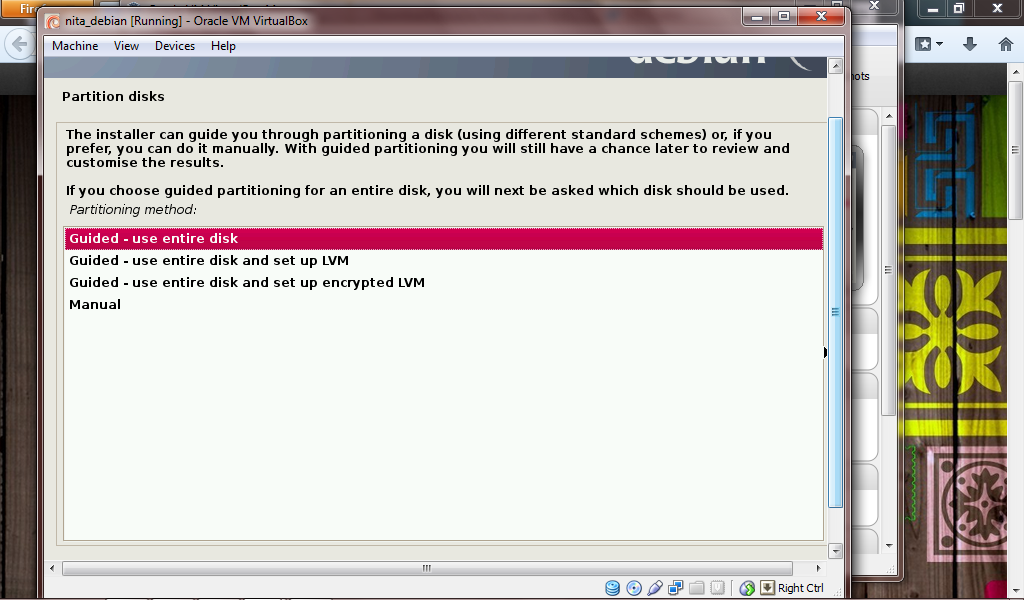 Fir
nita_debian [Running] - Oracle VM VirtualBox
Machine View Devices Help
debian
ots
Partition disks
The installer can guide you through partitioning a disk (using different standard schemes) or, if you
prefer, you can do it manually. With guided partitioning you will still have a chance later to review and
customise the results.
If you choose guided partitioning for an entire disk, you will next be asked which disk should be used.
Partitioning method:
Guided - use entire disk
Guided - use entire disk and set up LVM
Guided - use entire disk and set up encrypted LVM
Manual
Right Ctrl